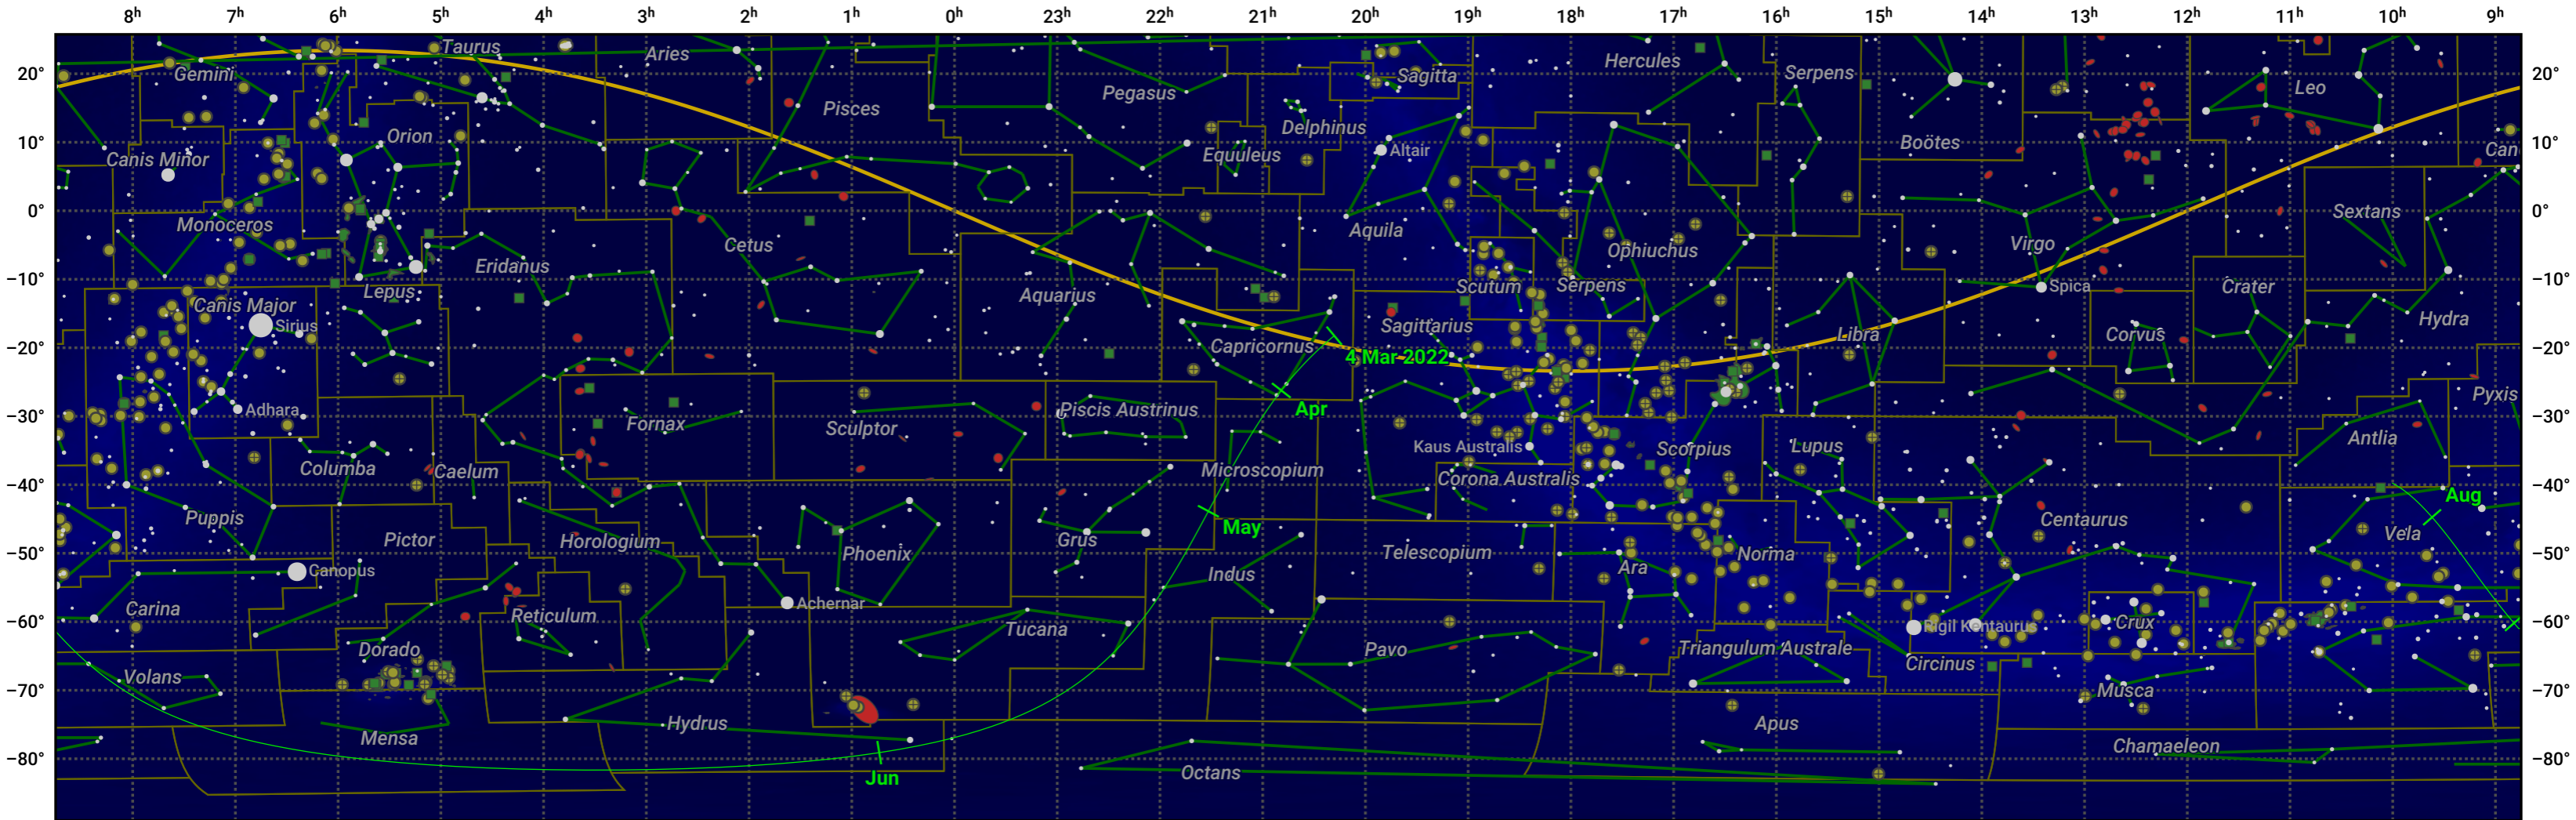 8h 7h 6h 5h 4h 3h 2h 1h 0h 23h 22h 21h 20h 19h 18h 17h 16h 15h 14h 13h 12h 11h 10h 9h
Taurus Aries Hercules
20° Gemini Sagitta Serpens Leo 20°
Pisces Pegasus
Orion Delphinus Boötes
10° 10°
Canis Minor Equuleus Altair Can
0° Monoceros Aquila Sextans 0°
Cetus Ophiuchus Virgo
Eridanus
−10° Lepus Aquarius Scutum Serpens Spica Crater −10°
Canis Major
Sirius Sagittarius Libra Corvus Hydra
−20° Capricornus 4 Mar 2022 −20°
Adhara Apr Piscis Austrinus Pyxis
−30° Fornax Sculptor −30°
Kaus Australis Scorpius Lupus Antlia
Columba Caelum Microscopium
−40° Corona Australis −40°
Aug
Puppis May Centaurus
Pictor Horologium Phoenix Grus Vela
−50° Telescopium Norma −50°
Canopus Indus Ara
Carina Reticulum Achernar
−60° Tucana Rigil Kentaurus Crux −60°
Dorado Pavo Triangulum Australe
Volans Circinus
−70° Musca −70°
Hydrus Apus
Mensa Chamaeleon
−80° Jun Octans −80°